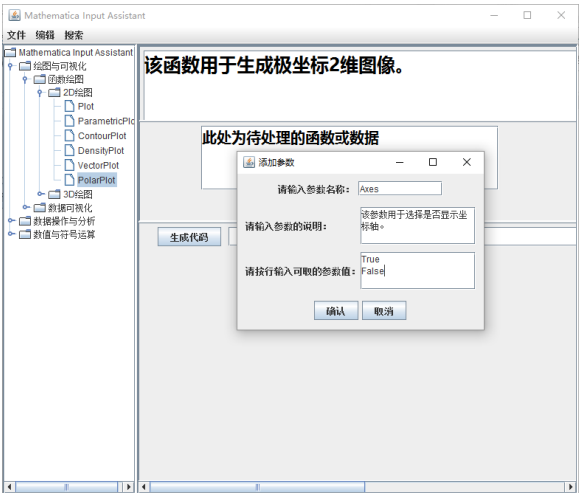 Mathematica Input Assistant
文件 编辑 搜索
Mathematica Input Assistant
绘图与可视化
函数绘图
2D绘图
Plot
ParametricPlo
ContourPlot
DensityPlot
VectorPlot
PolarPlot
3D绘图
数据可视化
数据操作与分析
数值与符号运算
该函数用于生成极坐标2维图像。
此处为待处理的函数或数据
生成代码
添加参数
请输入参数名称： Axes
请输入参数的说明：
该参数用于选择是否显示坐
标轴。
请按行输入可取的参数值：
True
False
确认 取消